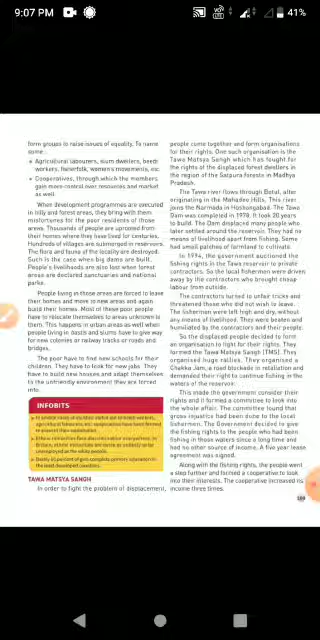 9:07 PM
41%
form groups to raise issues of equality. To name
some :
Agricultural labourers, slum dwellers, beedi
workers, fisherfolk, women's movements, etc.
Cooperatives, through which the members
gain more control over resources and market
as well.
When development programmes are executed
in hilly and forest areas, they bring with them
misfortunes for the poor residents of those
areas. Thousands of people are uprooted from
their homes where they have lived for centuries.
Hundreds of villages are submerged in reservoirs.
The flora and fauna of the locality are destroyed.
Such is the case when big dams are built.
People's livelihoods are also lost when forest
areas are declared sanctuaries and national
parks.
People living in those areas are forced to leave
their homes and move to new areas and again
build their homes. Most of these poor people
have to relocate themselves to areas unknown to
them. This happens in urban areas as well when
people living in bastis and slums have to give way
for new colonies or railway tracks or roads and
bridges.
The poor have to find new schools for their
children. They have to look for new jobs. They
have to build new houses and adapt themselves
to the unfriendly environment they are forced
into.
INFOBITS
TAWA MATSYA SANGH
In order to fight the problem of displacement,
people come together and form organisations
for their rights. One such organisation is the
Tawa Matsya Sangh which has fought for
the rights of the displaced forest dwellers in
the region of the Satpura forests in Madhya
Pradesh.
The Tawa river flows through Betul, after
originating in the Mahadeo Hills. This river
joins the Narmada in Hoshangabad. The Tawa
Dam was completed in 1978. It took 20 years
to build. The Dam displaced many people who
later settled around the reservoir. They had no
means of livelihood apart from fishing. Some
had small patches of farmland to cultivate.
In 1994, the government auctioned the
fishing rights in the Tawa reservoir to private
contractors. So the local fishermen were driven
away by the contractors who brought cheap
labour from outside.
The contractors turned to unfair tricks and
threatened those who did not wish to leave.
The fishermen were left high and dry, without
any means of livelihood. They were beaten and
humiliated by the contractors and their people.
So the displaced people decided to form
an organisation to fight for their rights. They
formed the Tawa Matsya Sangh (TMS). They
organised huge rallies. They organised a
Chakka Jam, a road blockade in retaliation and
demanded their right to continue fishing in the
waters of the reservoir.
This made the government consider their
rights and it formed a committee to look into
the whole affair. The committee found that
gross injustice had been done to the local
fishermen. The Government decided to give
the fishing rights to the people who had been
fishing in those waters since a long time and
had no other source of income. A five year lease
agreement was signed.
Along with the fishing rights, the people went
a step further and formed a cooperative to look
into their interests. The cooperative increased its
income three times.